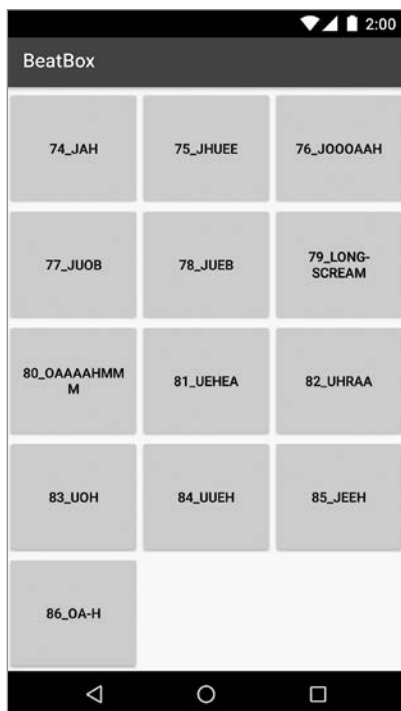 2:00
BeatBox
74_JAH
75_JHUEE
76_JOOOAAH
77_JUOB
78_JUEB
79_LONG-
SCREAM
80_OAAAAHMM
M
81_UEHEA
82_UHRAA
83_UOH
84_UUEH
85_JEEH
86_OA-H